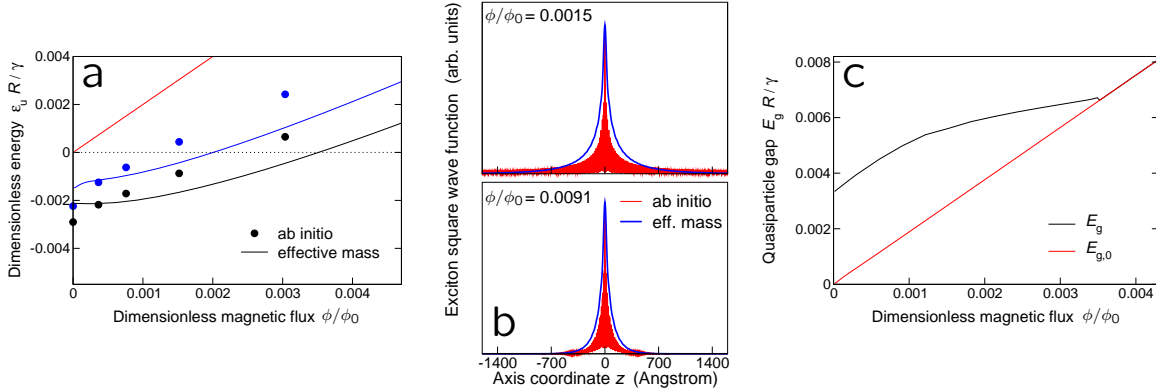 a
Dimensionless energy ε_u R / γ
0.004
0.002
0
-0.002
-0.004
ab initio
effective mass
0 0.001 0.002 0.003 0.004
Dimensionless magnetic flux ϕ/ϕ₀
Exciton square wave function (arb. units)
ϕ/ϕ₀ = 0.0015
ϕ/ϕ₀ = 0.0091
ab initio
eff. mass
b
-1400 -700 0 700 1400
Axis coordinate z (Angstrom)
c
Quasiparticle gap E_g R / γ
0.008
0.006
0.004
0.002
0
E_g
E_g,0
0 0.001 0.002 0.003 0.004
Dimensionless magnetic flux ϕ/ϕ₀